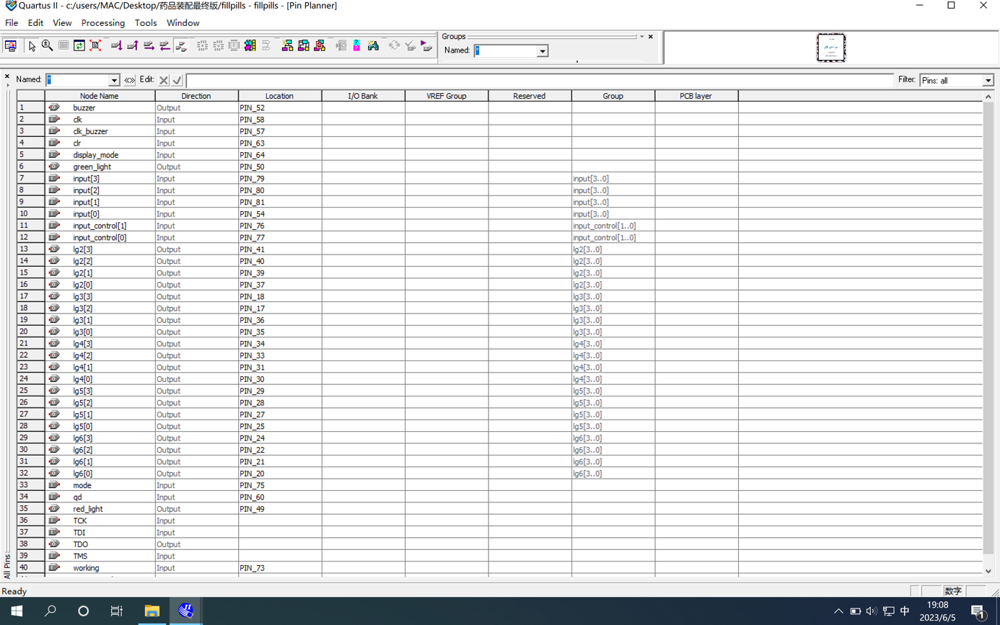 Quartus II - c:/users/MAC/Desktop/药品装配最终版/fillpills - fillpills - [Pin Planner]
File Edit View Processing Tools Window
Groups
Named: *
Named: * <> Edit: Filter: Pins: all
Node Name Direction Location I/O Bank VREF Group Reserved Group PCB layer
1 buzzer Output PIN_52
2 clk Input PIN_58
3 clk_buzzer Input PIN_57
4 clr Input PIN_63
5 display_mode Input PIN_64
6 green_light Output PIN_50
7 input[3] Input PIN_79 input[3..0]
8 input[2] Input PIN_80 input[3..0]
9 input[1] Input PIN_81 input[3..0]
10 input[0] Input PIN_54 input[3..0]
11 input_control[1] Input PIN_76 input_control[1..0]
12 input_control[0] Input PIN_77 input_control[1..0]
13 lg2[3] Output PIN_41 lg2[3..0]
14 lg2[2] Output PIN_40 lg2[3..0]
15 lg2[1] Output PIN_39 lg2[3..0]
16 lg2[0] Output PIN_37 lg2[3..0]
17 lg3[3] Output PIN_18 lg3[3..0]
18 lg3[2] Output PIN_17 lg3[3..0]
19 lg3[1] Output PIN_36 lg3[3..0]
20 lg3[0] Output PIN_35 lg3[3..0]
21 lg4[3] Output PIN_34 lg4[3..0]
22 lg4[2] Output PIN_33 lg4[3..0]
23 lg4[1] Output PIN_31 lg4[3..0]
24 lg4[0] Output PIN_30 lg4[3..0]
25 lg5[3] Output PIN_29 lg5[3..0]
26 lg5[2] Output PIN_28 lg5[3..0]
27 lg5[1] Output PIN_27 lg5[3..0]
28 lg5[0] Output PIN_25 lg5[3..0]
29 lg6[3] Output PIN_24 lg6[3..0]
30 lg6[2] Output PIN_22 lg6[3..0]
31 lg6[1] Output PIN_21 lg6[3..0]
32 lg6[0] Output PIN_20 lg6[3..0]
33 mode Input PIN_75
34 qd Input PIN_60
35 red_light Output PIN_49
36 TCK Input
37 TDI Input
38 TDO Output
39 TMS Input
40 working Input PIN_73
All Pins
Ready 数字
中 19:08
2023/6/5 1